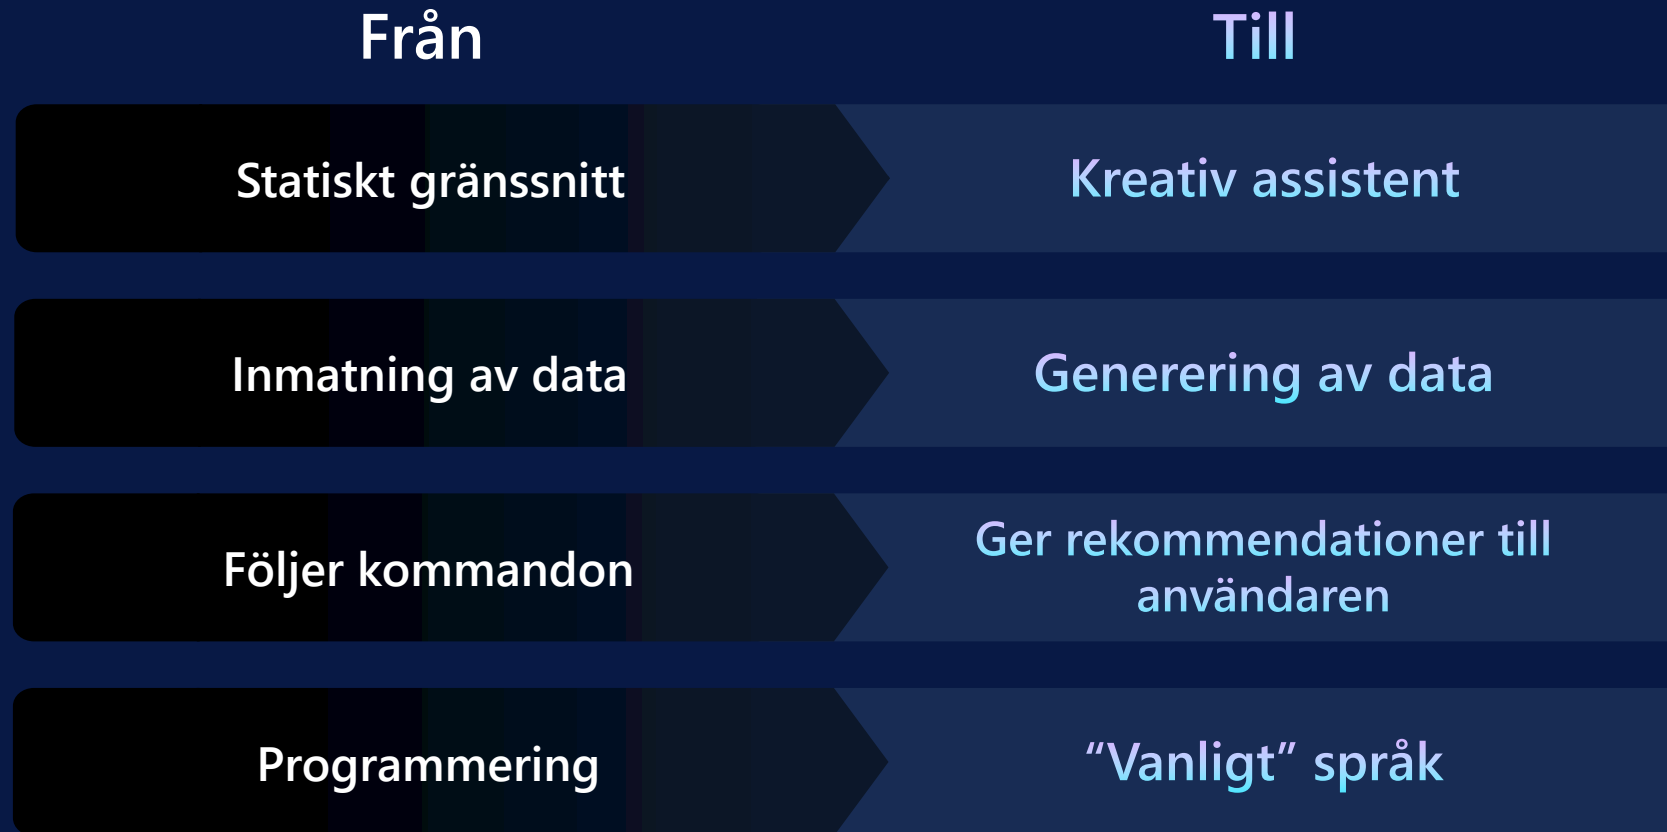 Från
Till
Statiskt gränssnitt
Kreativ assistent
Inmatning av data
Generering av data
Följer kommandon
Ger rekommendationer till
användaren
Programmering
“Vanligt” språk